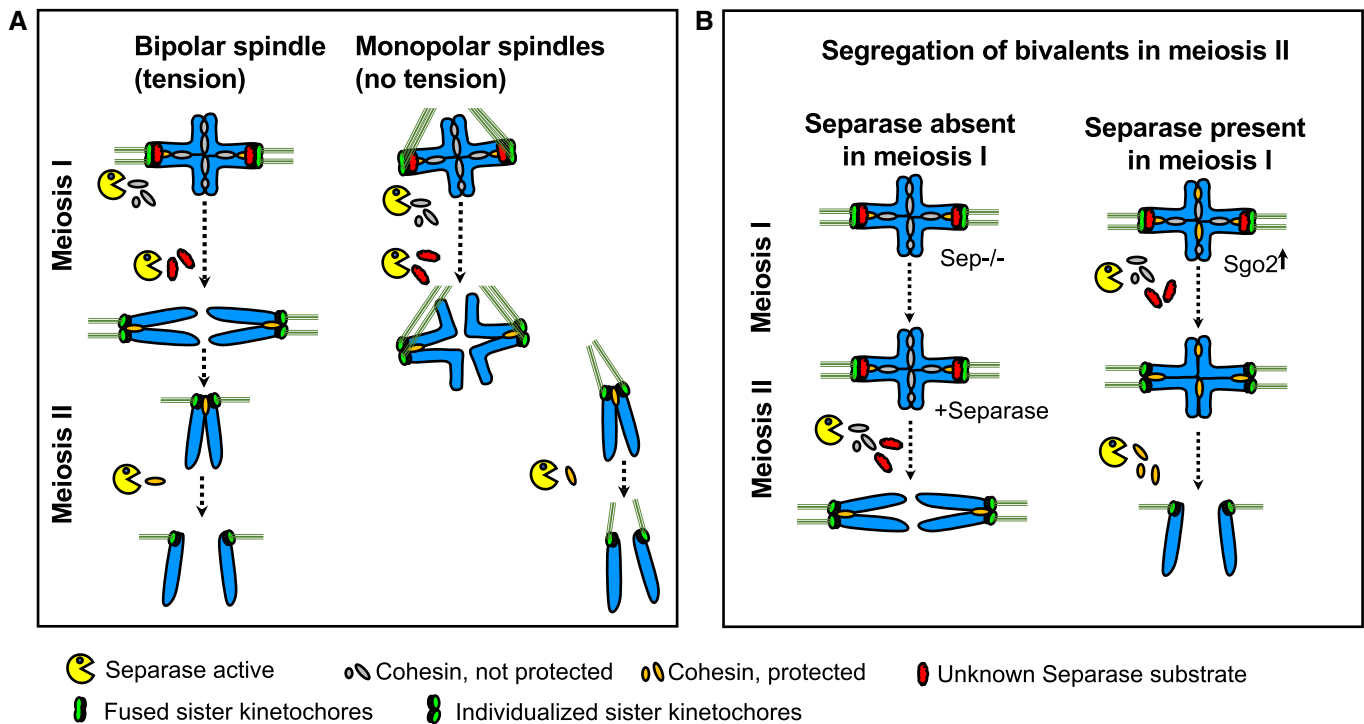 A
Bipolar spindle
(tension)
Monopolar spindles
(no tension)
Meiosis I
Meiosis II
B
Segregation of bivalents in meiosis II
Separase absent
in meiosis I
Separase present
in meiosis I
Meiosis I
Sep-/-
Sgo2↑
Meiosis II
+Separase
Separase active
Cohesin, not protected
Cohesin, protected
Unknown Separase substrate
Fused sister kinetochores
Individualized sister kinetochores